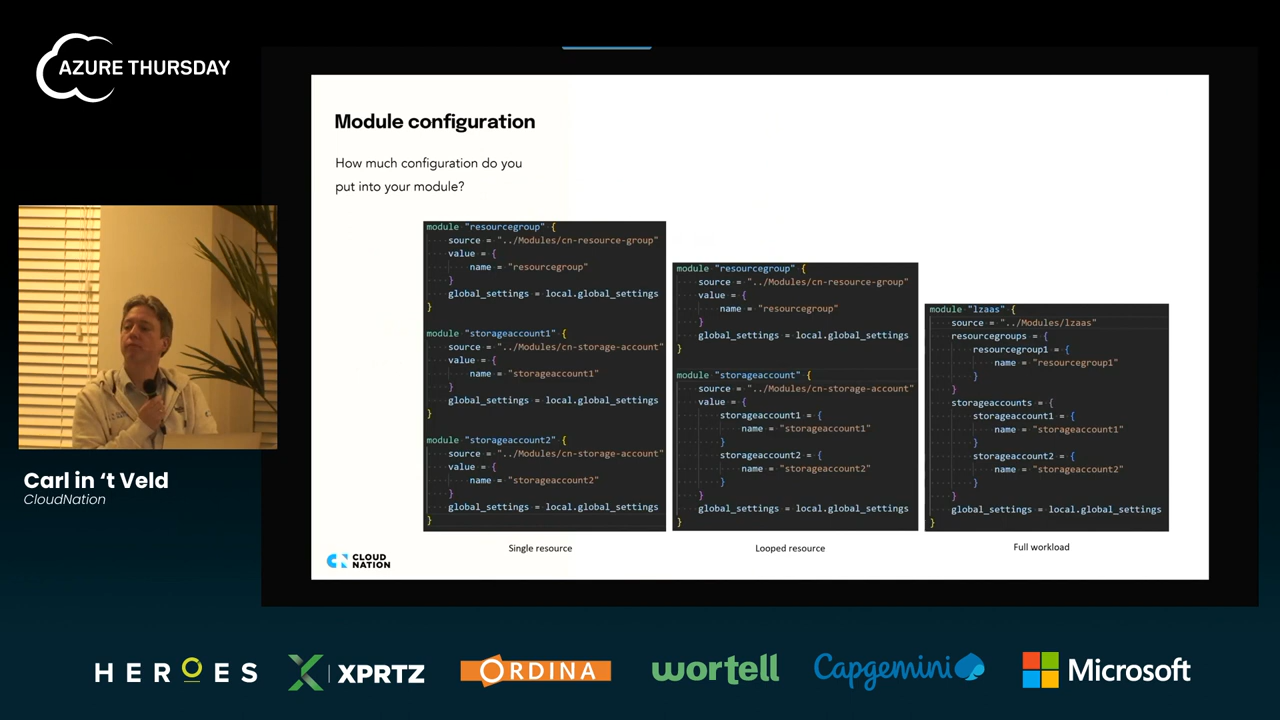 AZURE THURSDAY
Module configuration
How much configuration do you
put into your module?
module "resourcegroup" {
source = "../Modules/cn-resource-group"
value = {
name = "resourcegroup"
}
global_settings = local.global_settings
}
module "storageaccount1" {
source = "../Modules/cn-storage-account"
value = {
name = "storageaccount1"
}
global_settings = local.global_settings
}
module "storageaccount2" {
source = "../Modules/cn-storage-account"
value = {
name = "storageaccount2"
}
global_settings = local.global_settings
}
Single resource
module "resourcegroup" {
source = "../Modules/cn-resource-group"
value = {
name = "resourcegroup"
}
global_settings = local.global_settings
}
module "storageaccount" {
source = "../Modules/cn-storage-account"
value = {
storageaccount1 = {
name = "storageaccount1"
}
storageaccount2 = {
name = "storageaccount2"
}
}
global_settings = local.global_settings
}
Looped resource
module "lzaas" {
source = "../Modules/lzaas"
resourcegroups = {
resourcegroup1 = {
name = "resourcegroup1"
}
}
storageaccounts = {
storageaccount1 = {
name = "storageaccount1"
}
storageaccount2 = {
name = "storageaccount2"
}
}
global_settings = local.global_settings
}
Full workload
CLOUD
NATION
Carl in ‘t Veld
CloudNation
HEROES
XPRTZ
ORDINA
wortell
Capgemini
Microsoft